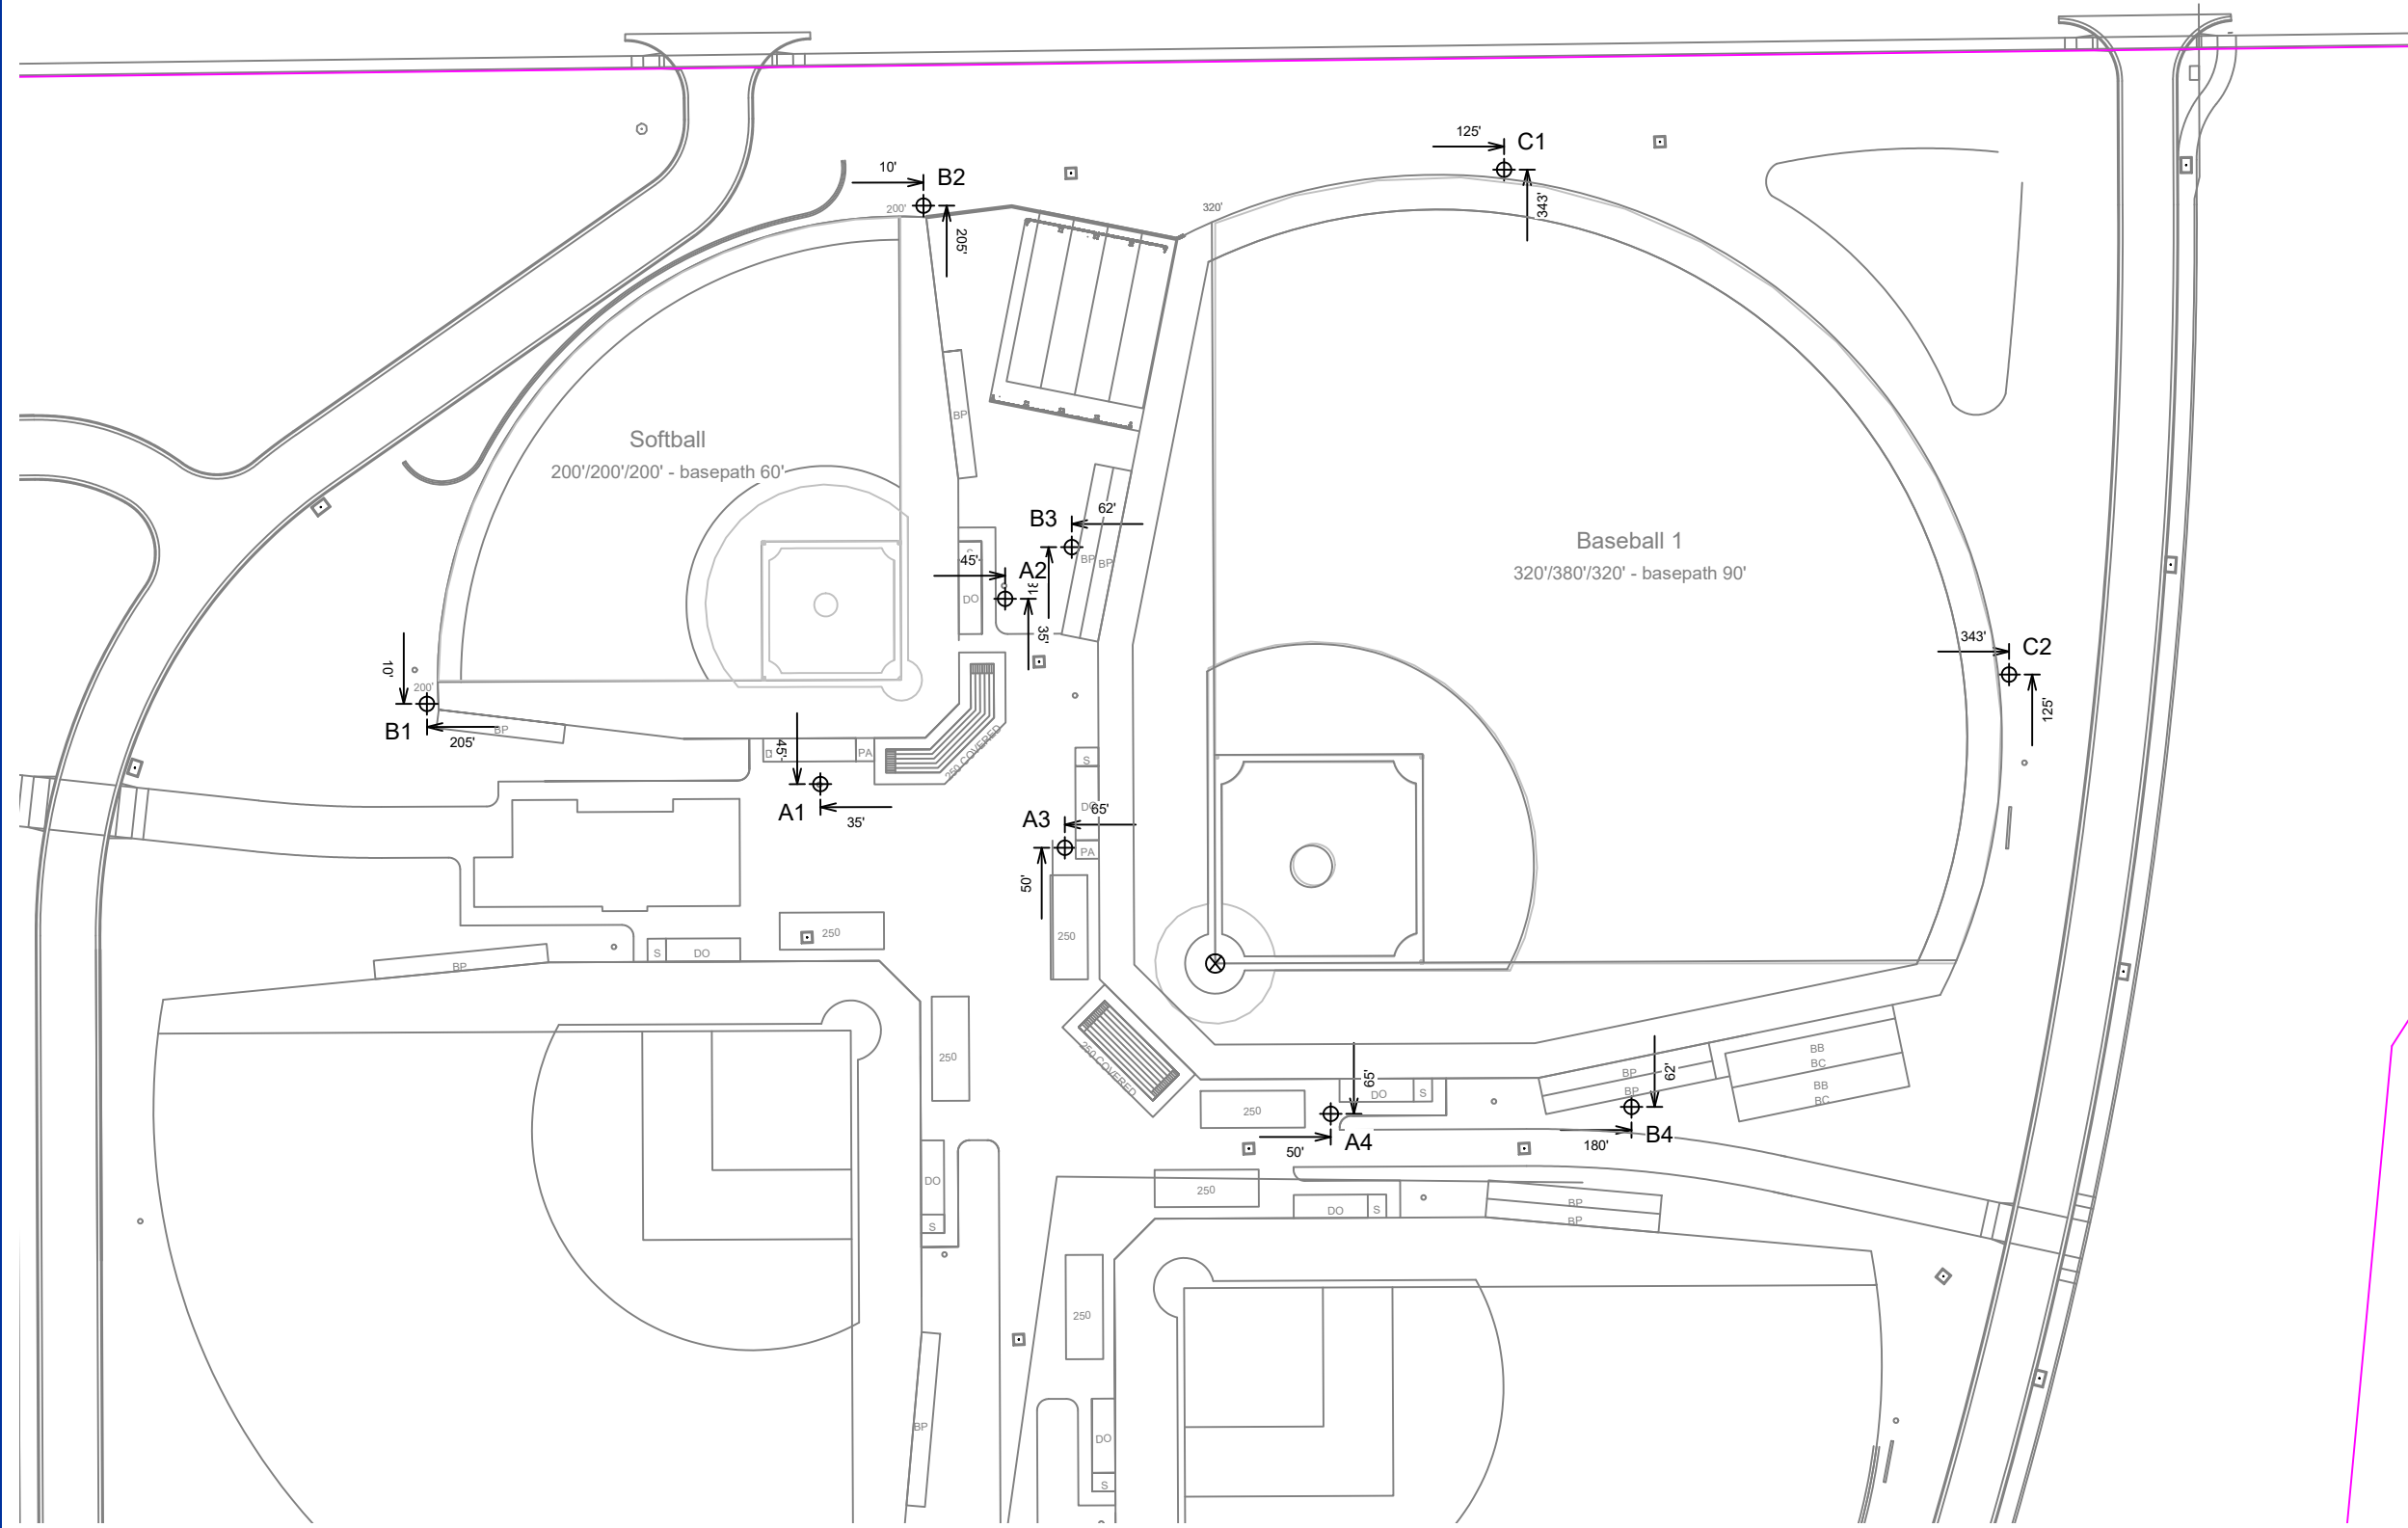 125'
C1
343'
10'
B2
200'
205'
320'
BP
Softball
200'/200'/200' - basepath 60'
62'
B3
BP
BP
Baseball 1
320'/380'/320' - basepath 90'
45'
A2
DO
35'
343'
C2
125'
10'
200'
B1
205'
BP
45'
PA
250 COVERED
A1
35'
S
DO
65'
A3
PA
50'
250
250
S
DO
BP
250
250 COVERED
65'
DO
S
250
50'
A4
BP
BP
62'
180'
B4
BB
BC
BB
BC
DO
S
250
DO
S
BP
BP
250
BP
DO
S